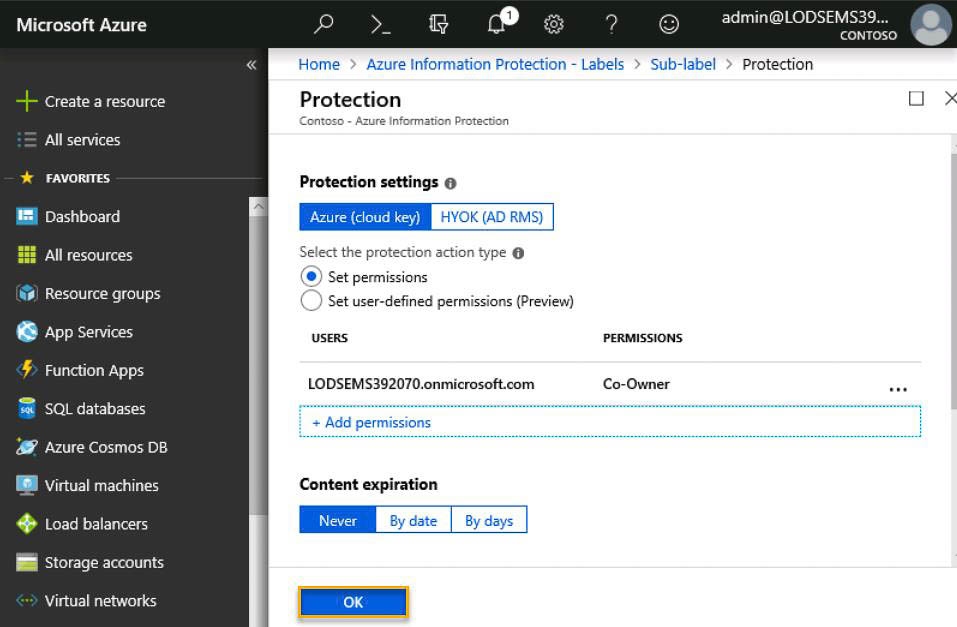 Microsoft Azure
1
admin@LODSEMS39...
CONTOSO
Create a resource
All services
FAVORITES
Dashboard
All resources
Resource groups
App Services
Function Apps
SQL databases
Azure Cosmos DB
Virtual machines
Load balancers
Storage accounts
Virtual networks
Home > Azure Information Protection - Labels > Sub-label > Protection
Protection
Contoso - Azure Information Protection
Protection settings
Azure (cloud key) HYOK (AD RMS)
Select the protection action type
Set permissions
Set user-defined permissions (Preview)
USERS PERMISSIONS
LODSEMS392070.onmicrosoft.com Co-Owner ...
+ Add permissions
Content expiration
Never By date By days
OK